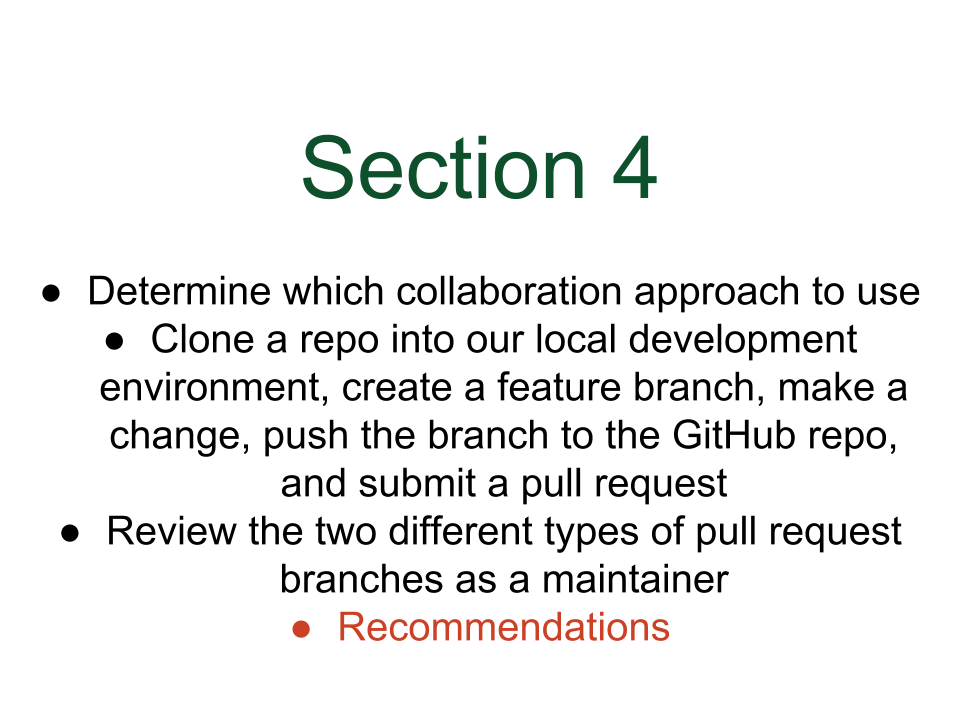 Section 4
● Determine which collaboration approach to use
● Clone a repo into our local development
environment, create a feature branch, make a
change, push the branch to the GitHub repo,
and submit a pull request
● Review the two different types of pull request
branches as a maintainer
● Recommendations